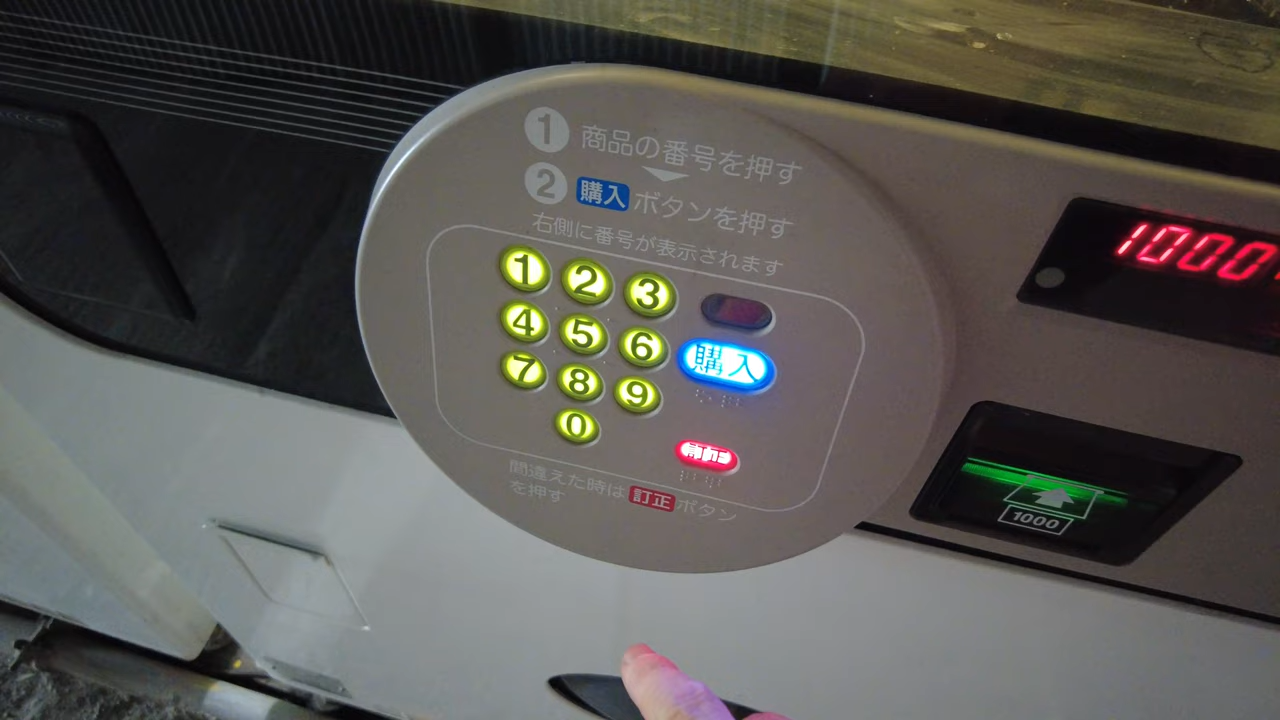 1 商品の番号を押す
2 購入 ボタンを押す
右側に番号が表示されます
1 2 3
4 5 6 購入
7 8 9
0
間違えた時は 訂正 ボタン
を押す
1000
1000